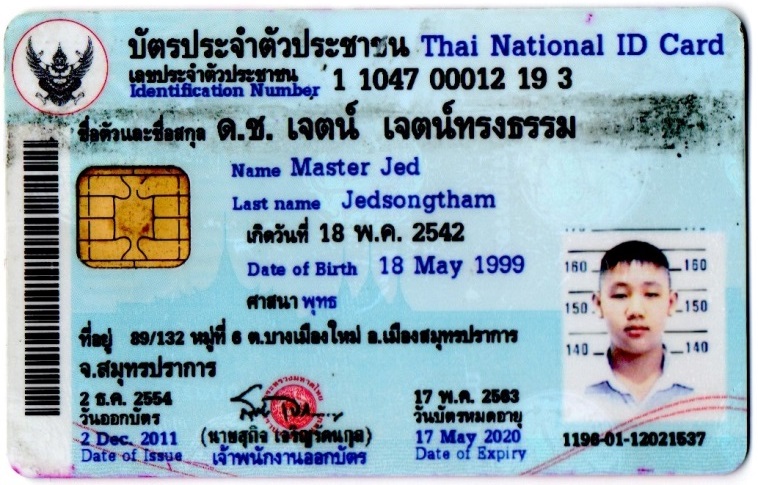 บัตรประจำตัวประชาชน Thai National ID Card
เลขประจำตัวประชาชน 1 1047 00012 19 3
Identification Number
ชื่อตัวและชื่อสกุล ด.ช. เจตน์ เจตน์ทรงธรรม
Name Master Jed
Last name Jedsongtham
เกิดวันที่ 18 พ.ค. 2542
Date of Birth 18 May 1999
ศาสนา พุทธ
ที่อยู่ 89/132 หมู่ที่ 6 ต.บางเมืองใหม่ อ.เมืองสมุทรปราการ
จ.สมุทรปราการ
2 ธ.ค. 2554
วันออกบัตร
2 Dec. 2011
Date of Issue
(นายสุกิจ เจริญรัตนกุล)
เจ้าพนักงานออกบัตร
17 พ.ค. 2563
วันบัตรหมดอายุ
17 May 2020
Date of Expiry
160 160
150 150
140 140
1196-01-12021537